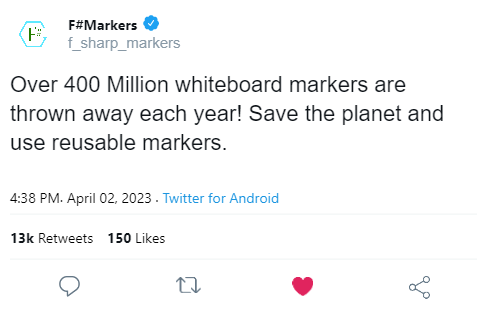 F#Markers
f_sharp_markers
Over 400 Million whiteboard markers are
thrown away each year! Save the planet and
use reusable markers.
4:38 PM. April 02, 2023 . Twitter for Android
13k Retweets 150 Likes